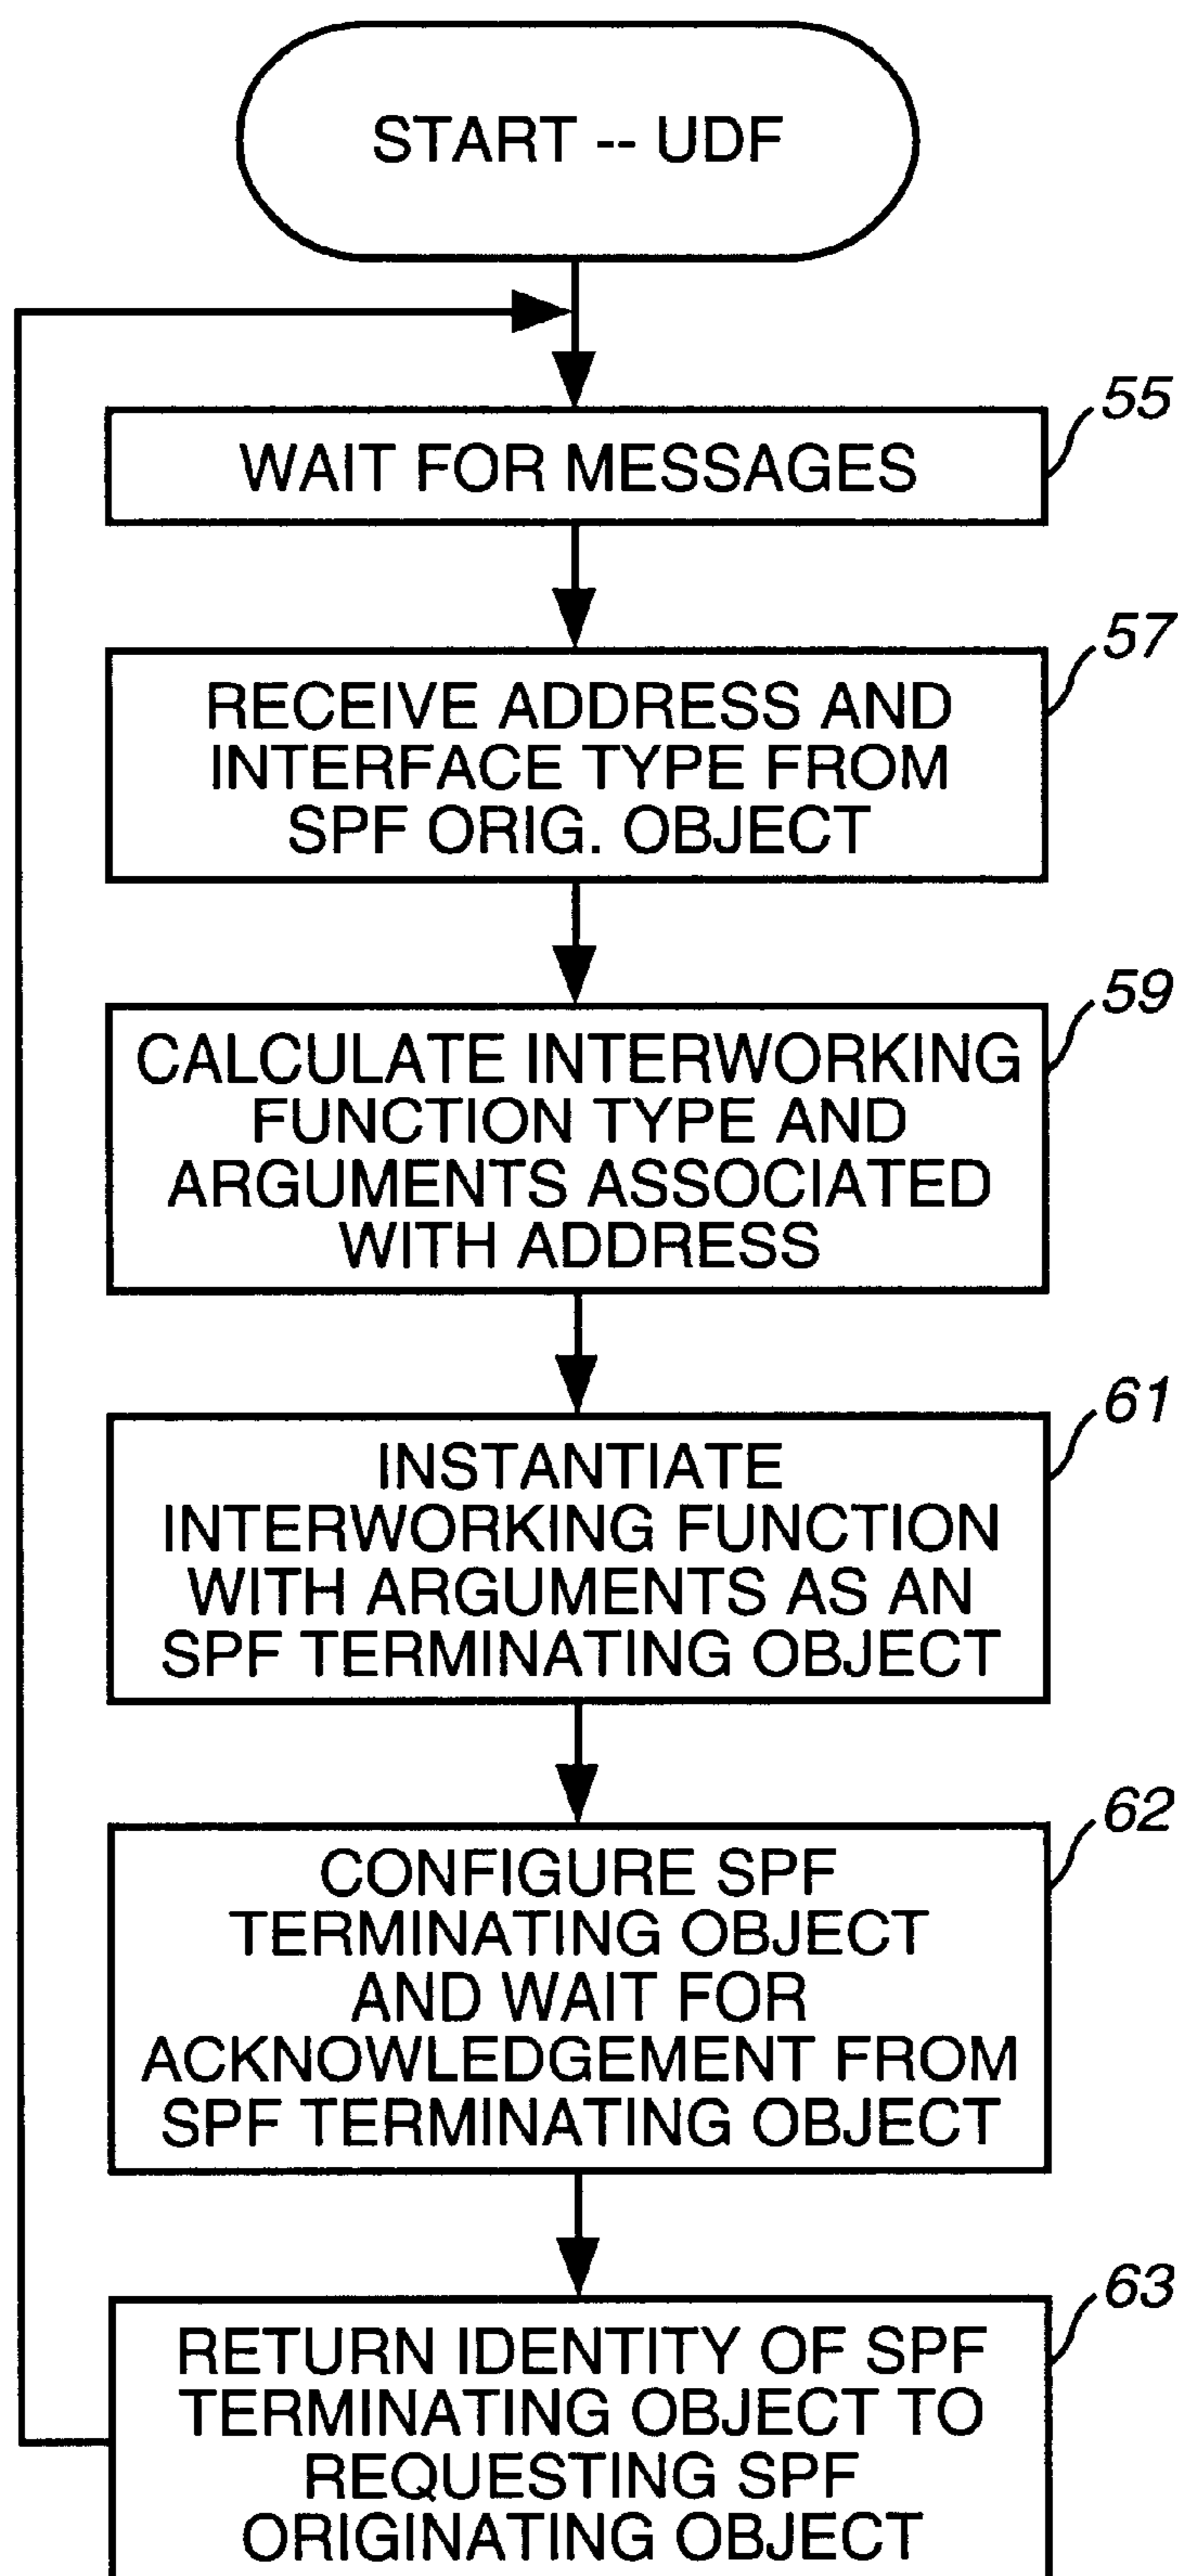 START -- UDF
55
WAIT FOR MESSAGES
57
RECEIVE ADDRESS AND
INTERFACE TYPE FROM
SPF ORIG. OBJECT
59
CALCULATE INTERWORKING
FUNCTION TYPE AND
ARGUMENTS ASSOCIATED
WITH ADDRESS
61
INSTANTIATE
INTERWORKING FUNCTION
WITH ARGUMENTS AS AN
SPF TERMINATING OBJECT
62
CONFIGURE SPF
TERMINATING OBJECT
AND WAIT FOR
ACKNOWLEDGEMENT FROM
SPF TERMINATING OBJECT
63
RETURN IDENTITY OF SPF
TERMINATING OBJECT TO
REQUESTING SPF
ORIGINATING OBJECT